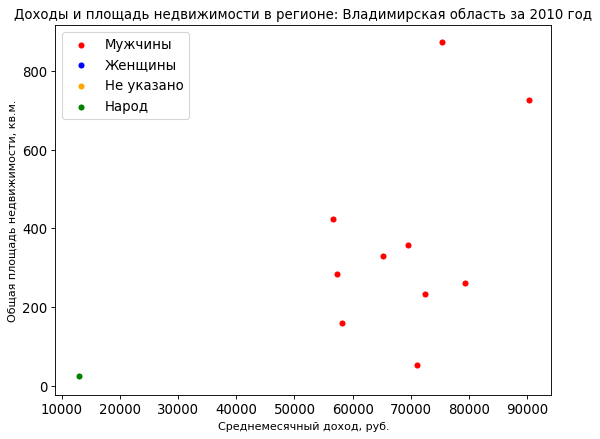 Доходы и площадь недвижимости в регионе: Владимирская область за 2010 год
Мужчины
Женщины
Не указано
Народ
Общая площадь недвижимости, кв.м.
800
600
400
200
0
10000 20000 30000 40000 50000 60000 70000 80000 90000
Среднемесячный доход, руб.